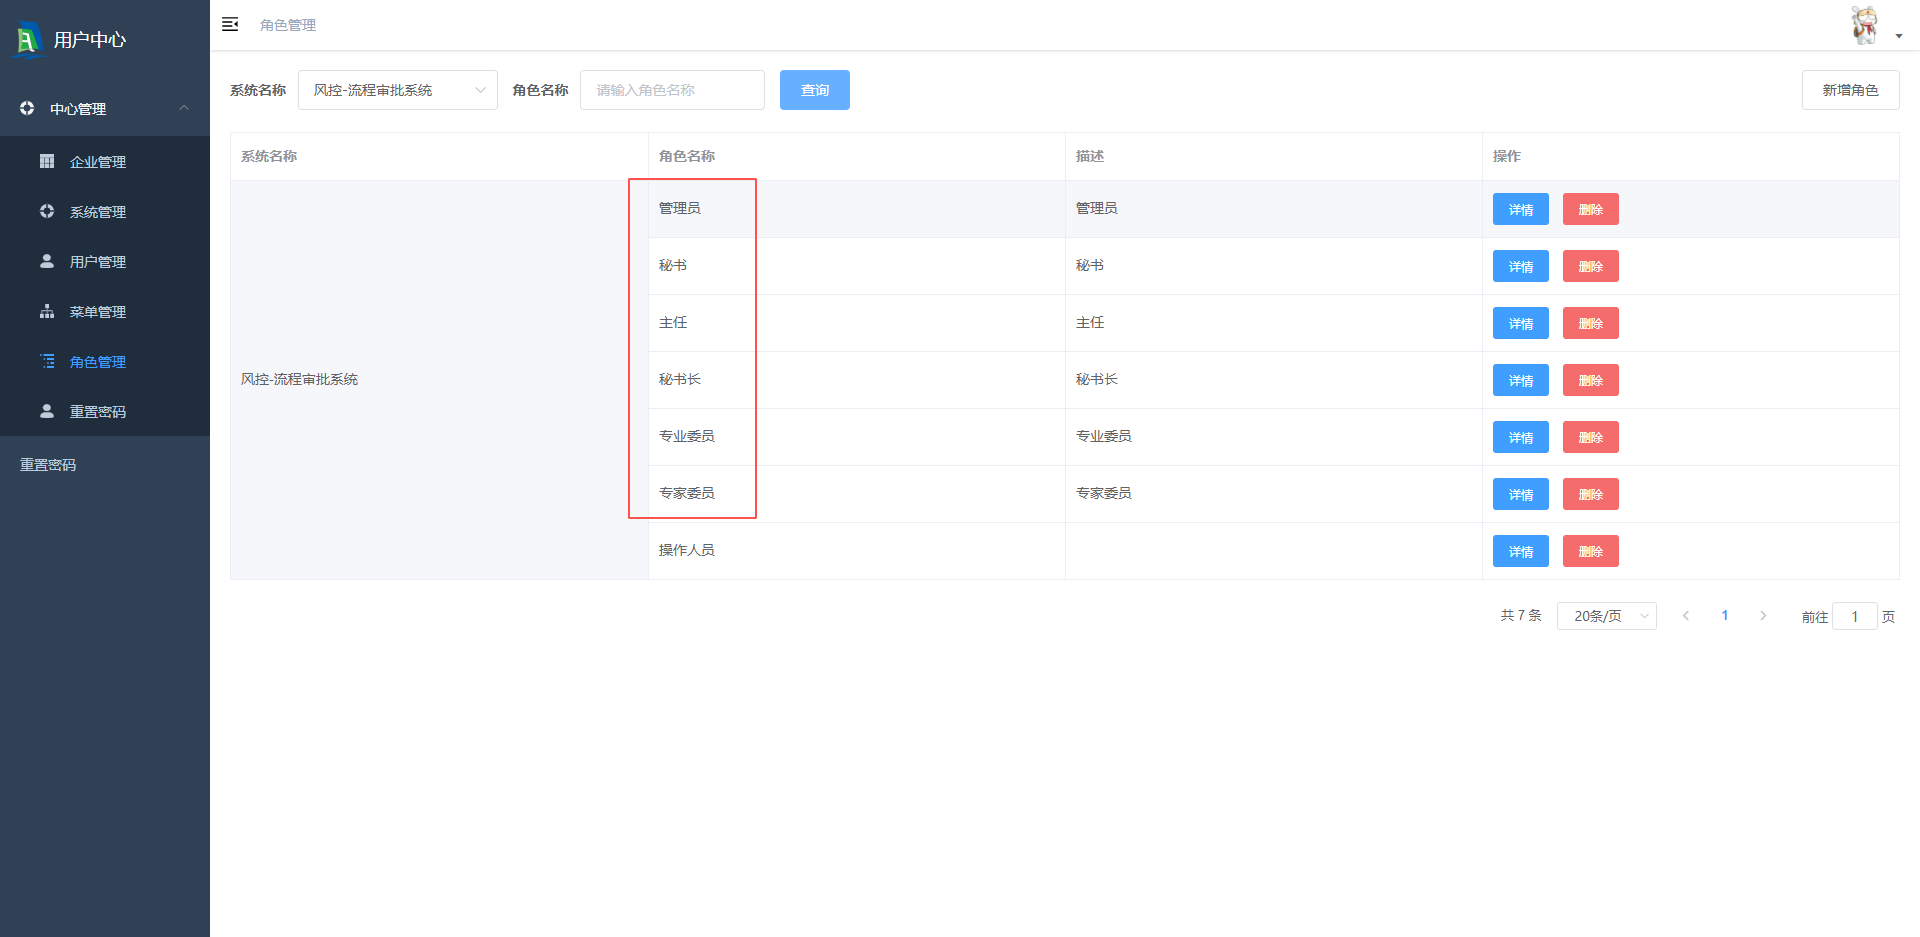 用户中心
角色管理
系统名称 风控-流程审批系统 角色名称 请输入角色名称 查询 新增角色
中心管理
企业管理
系统管理
用户管理
菜单管理
角色管理
重置密码
重置密码
系统名称 角色名称 描述 操作
管理员 管理员 详情 删除
秘书 秘书 详情 删除
主任 主任 详情 删除
风控-流程审批系统 秘书长 秘书长 详情 删除
专业委员 专业委员 详情 删除
专家委员 专家委员 详情 删除
操作人员 详情 删除
共 7 条 20条/页 1 前往 1 页